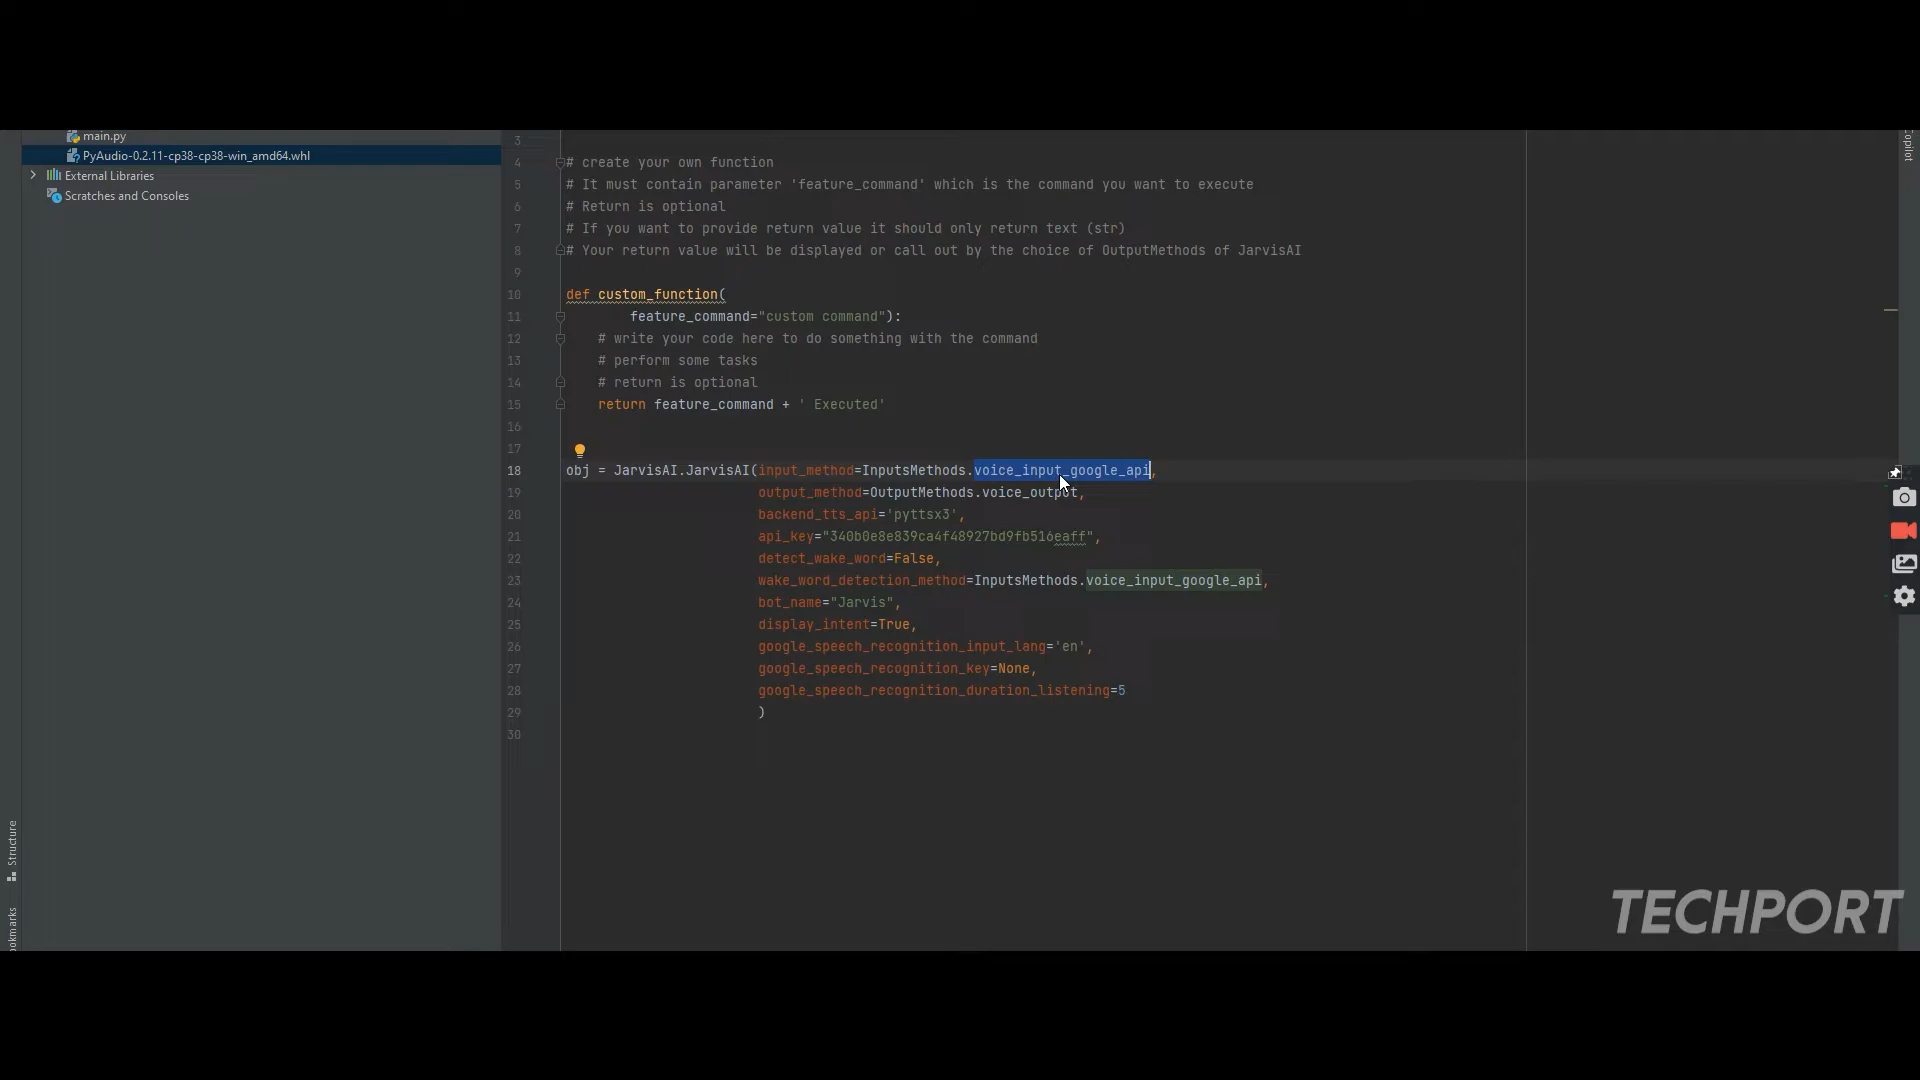 main.py
PyAudio-0.2.11-cp38-cp38-win_amd64.whl
External Libraries
Scratches and Consoles
Structure
3
4 # create your own function
5 # It must contain parameter 'feature_command' which is the command you want to execute
6 # Return is optional
7 # If you want to provide return value it should only return text (str)
8 # Your return value will be displayed or call out by the choice of OutputMethods of JarvisAI
9
10 def custom_function(
11 feature_command="custom command"):
12 # write your code here to do something with the command
13 # perform some tasks
14 # return is optional
15 return feature_command + ' Executed'
16
17
18 obj = JarvisAI.JarvisAI(input_method=InputsMethods.voice_input_google_api,
19 output_method=OutputMethods.voice_output,
20 backend_tts_api='pyttsx3',
21 api_key="340b0e8e839ca4f48927bd9fb516eaff",
22 detect_wake_word=False,
23 wake_word_detection_method=InputsMethods.voice_input_google_api,
24 bot_name="Jarvis",
25 display_intent=True,
26 google_speech_recognition_input_lang='en',
27 google_speech_recognition_key=None,
28 google_speech_recognition_duration_listening=5
29 )
30
TECHPORT